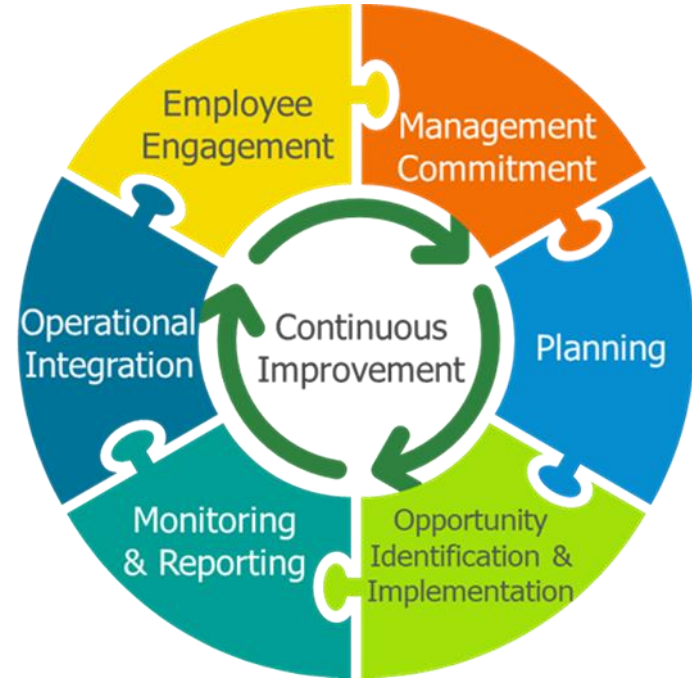 Employee
Engagement
Management
Commitment
Planning
Opportunity
Identification &
Implementation
Monitoring
& Reporting
Operational
Integration
Continuous
Improvement